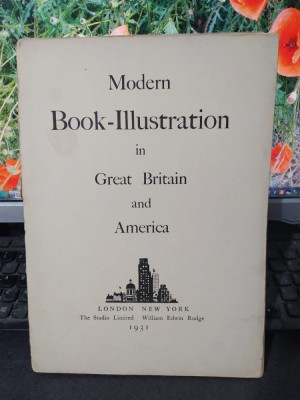 Modern
Book-Illustration
in
Great Britain
and
America
LONDON NEW YORK
The Studio Limited William Edwin Rudge
1931